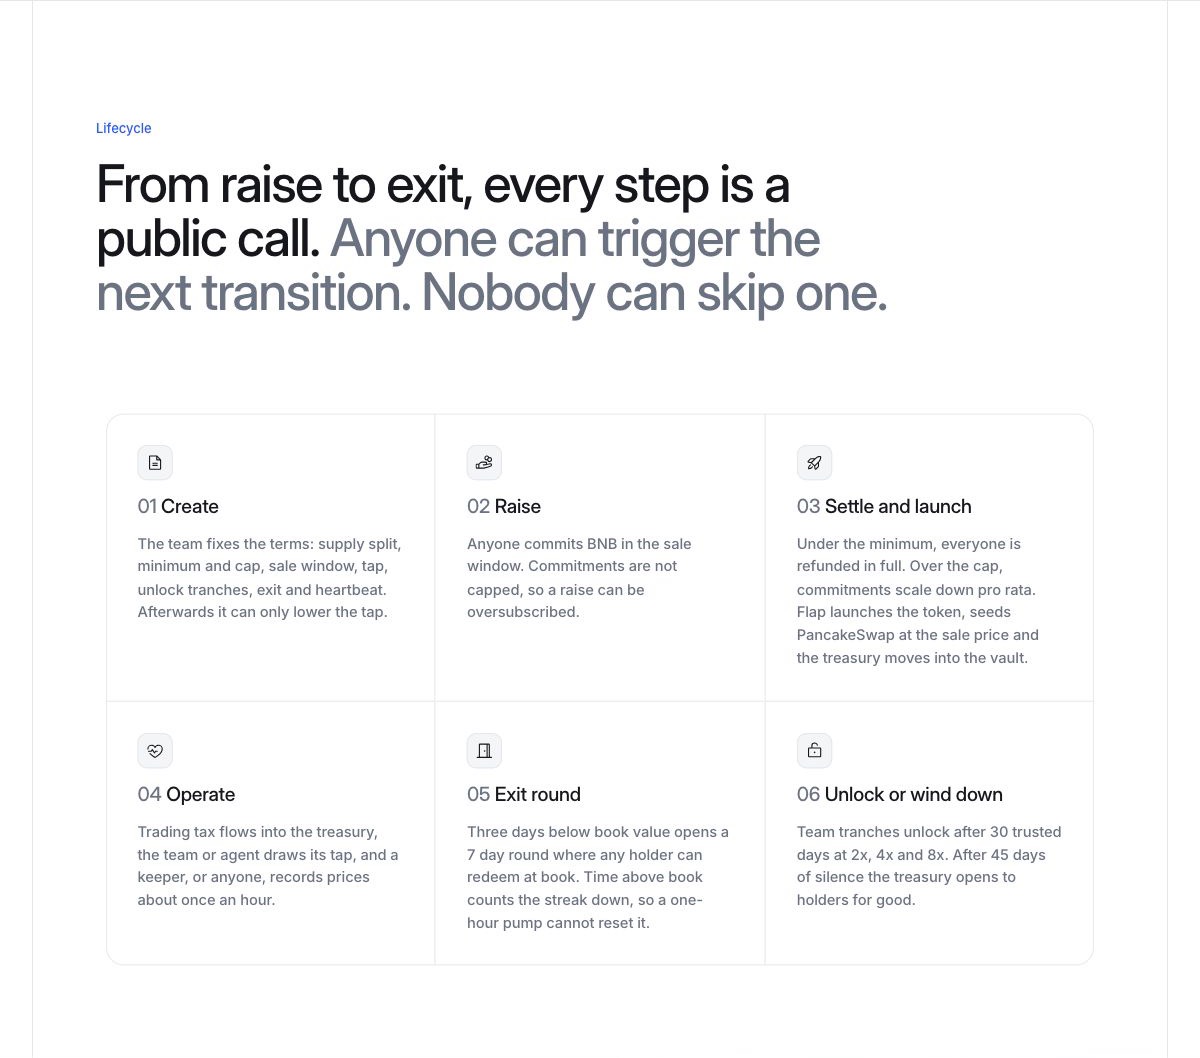 Lifecycle
From raise to exit, every step is a
public call. Anyone can trigger the
next transition. Nobody can skip one.
01 Create
The team fixes the terms: supply split,
minimum and cap, sale window, tap,
unlock tranches, exit and heartbeat.
Afterwards it can only lower the tap.
02 Raise
Anyone commits BNB in the sale
window. Commitments are not
capped, so a raise can be
oversubscribed.
03 Settle and launch
Under the minimum, everyone is
refunded in full. Over the cap,
commitments scale down pro rata.
Flap launches the token, seeds
PancakeSwap at the sale price and
the treasury moves into the vault.
04 Operate
Trading tax flows into the treasury,
the team or agent draws its tap, and a
keeper, or anyone, records prices
about once an hour.
05 Exit round
Three days below book value opens a
7 day round where any holder can
redeem at book. Time above book
counts the streak down, so a one-
hour pump cannot reset it.
06 Unlock or wind down
Team tranches unlock after 30 trusted
days at 2x, 4x and 8x. After 45 days
of silence the treasury opens to
holders for good.